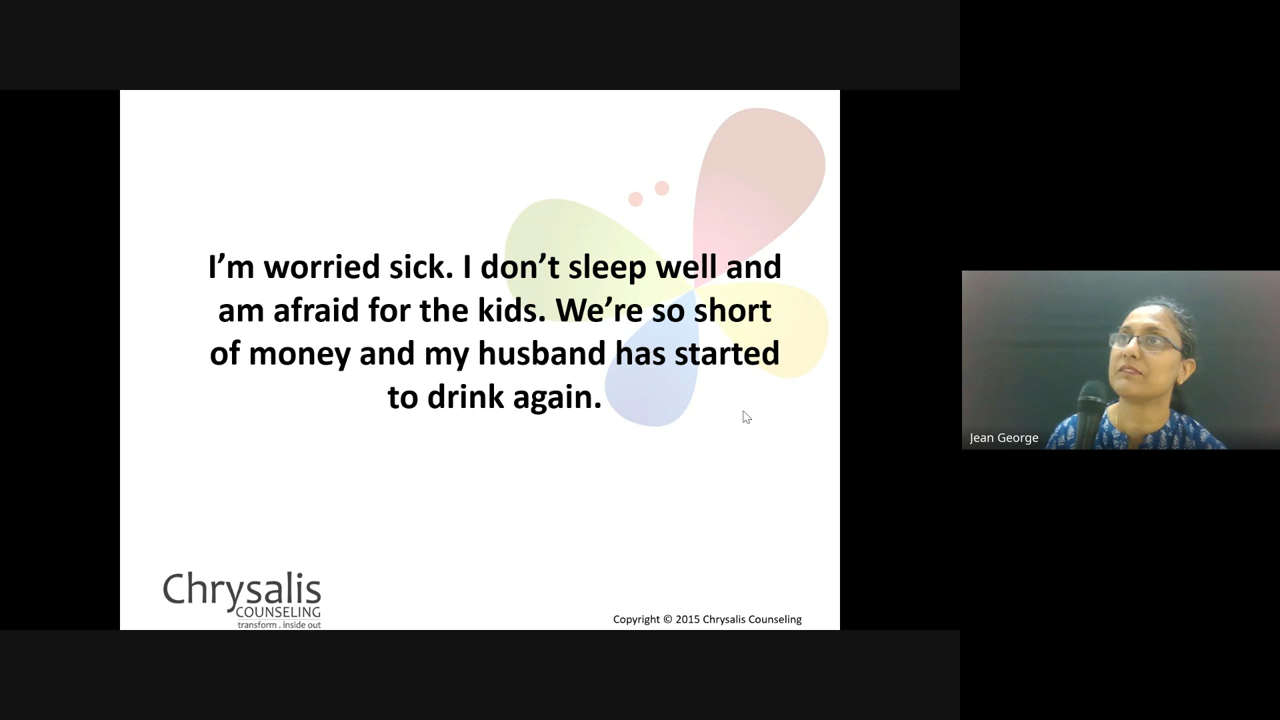 I’m worried sick. I don’t sleep well and
am afraid for the kids. We’re so short
of money and my husband has started
to drink again.
Jean George
Chrysalis
COUNSELING
transform . inside out
Copyright © 2015 Chrysalis Counseling